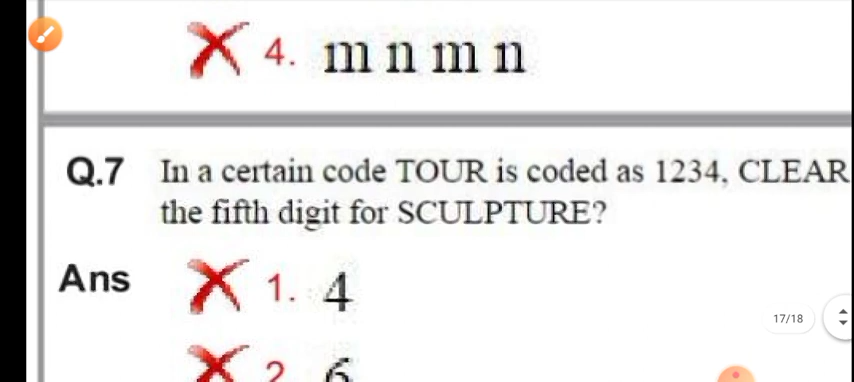 4. m n m n
Q.7 In a certain code TOUR is coded as 1234, CLEAR
the fifth digit for SCULPTURE?
Ans 1. 4
17/18
2 6